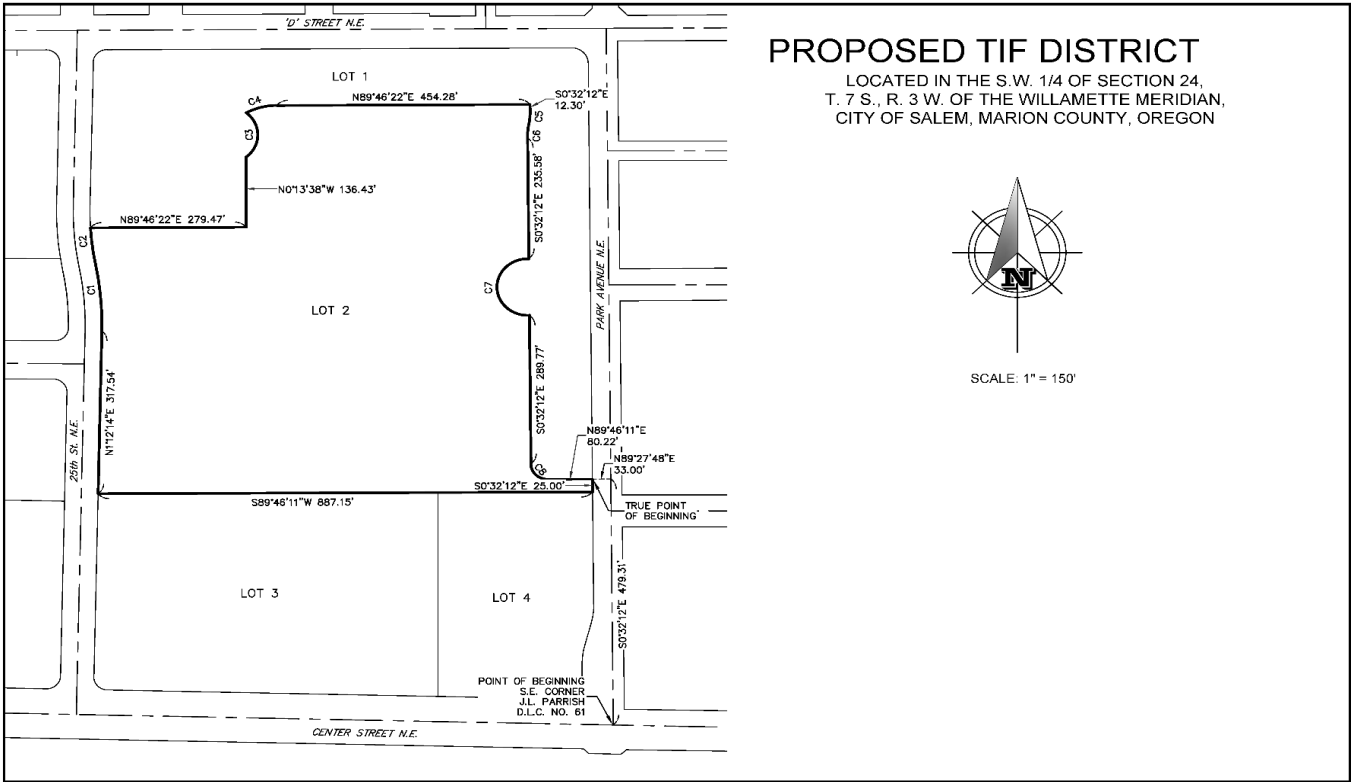 'D' STREET N.E.
PROPOSED TIF DISTRICT
LOCATED IN THE S.W. 1/4 OF SECTION 24,
T. 7 S., R. 3 W. OF THE WILLAMETTE MERIDIAN,
CITY OF SALEM, MARION COUNTY, OREGON
LOT 1
C4
N89°46'22"E 454.28'
S0°32'12"E
12.30'
C5
C3
C6
N0°13'38"W 136.43'
S0°32'12"E 235.58'
N89°46'22"E 279.47'
C2
C1
C7
PARK AVENUE N.E.
N
LOT 2
SCALE: 1" = 150'
N1°12'14"E 317.54'
S0°32'12"E 289.77'
25th St. N.E.
N89°46'11"E
80.22'
N89°27'48"E
33.00'
C8
S0°32'12"E 25.00'
S89°46'11"W 887.15'
TRUE POINT
OF BEGINNING
LOT 3
LOT 4
S0°32'12"E 479.31'
POINT OF BEGINNING
S.E. CORNER
J.L. PARRISH
D.L.C. NO. 61
CENTER STREET N.E.